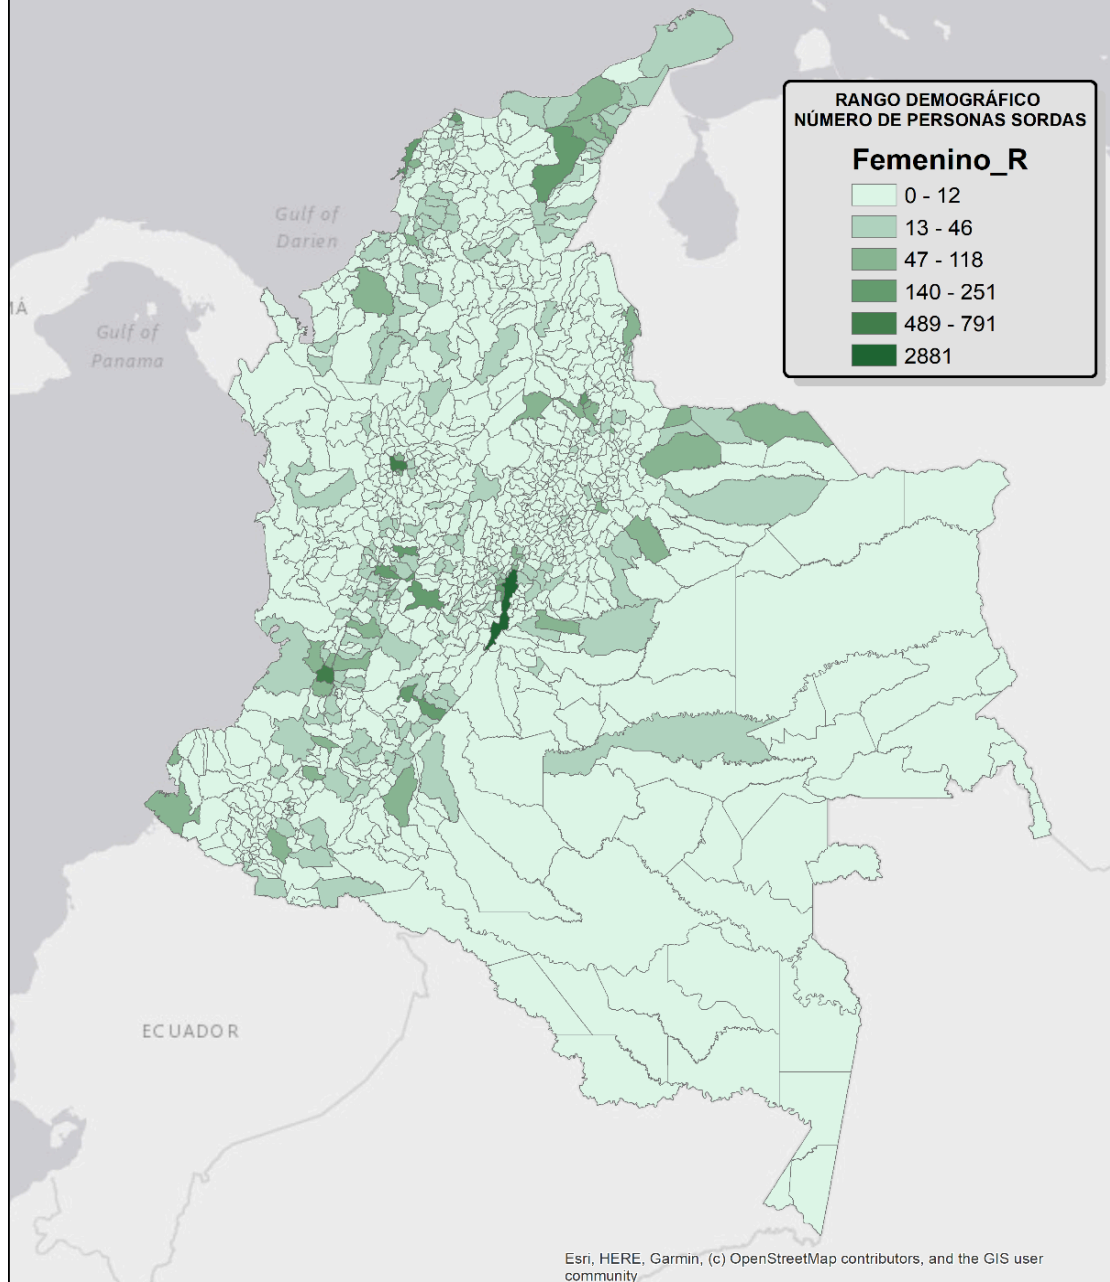 RANGO DEMOGRÁFICO
NÚMERO DE PERSONAS SORDAS
Femenino_R
0 - 12
13 - 46
47 - 118
140 - 251
489 - 791
2881
Gulf of
Darien
MÁ
Gulf of
Panama
ECUADOR
Esri, HERE, Garmin, (c) OpenStreetMap contributors, and the GIS user
community